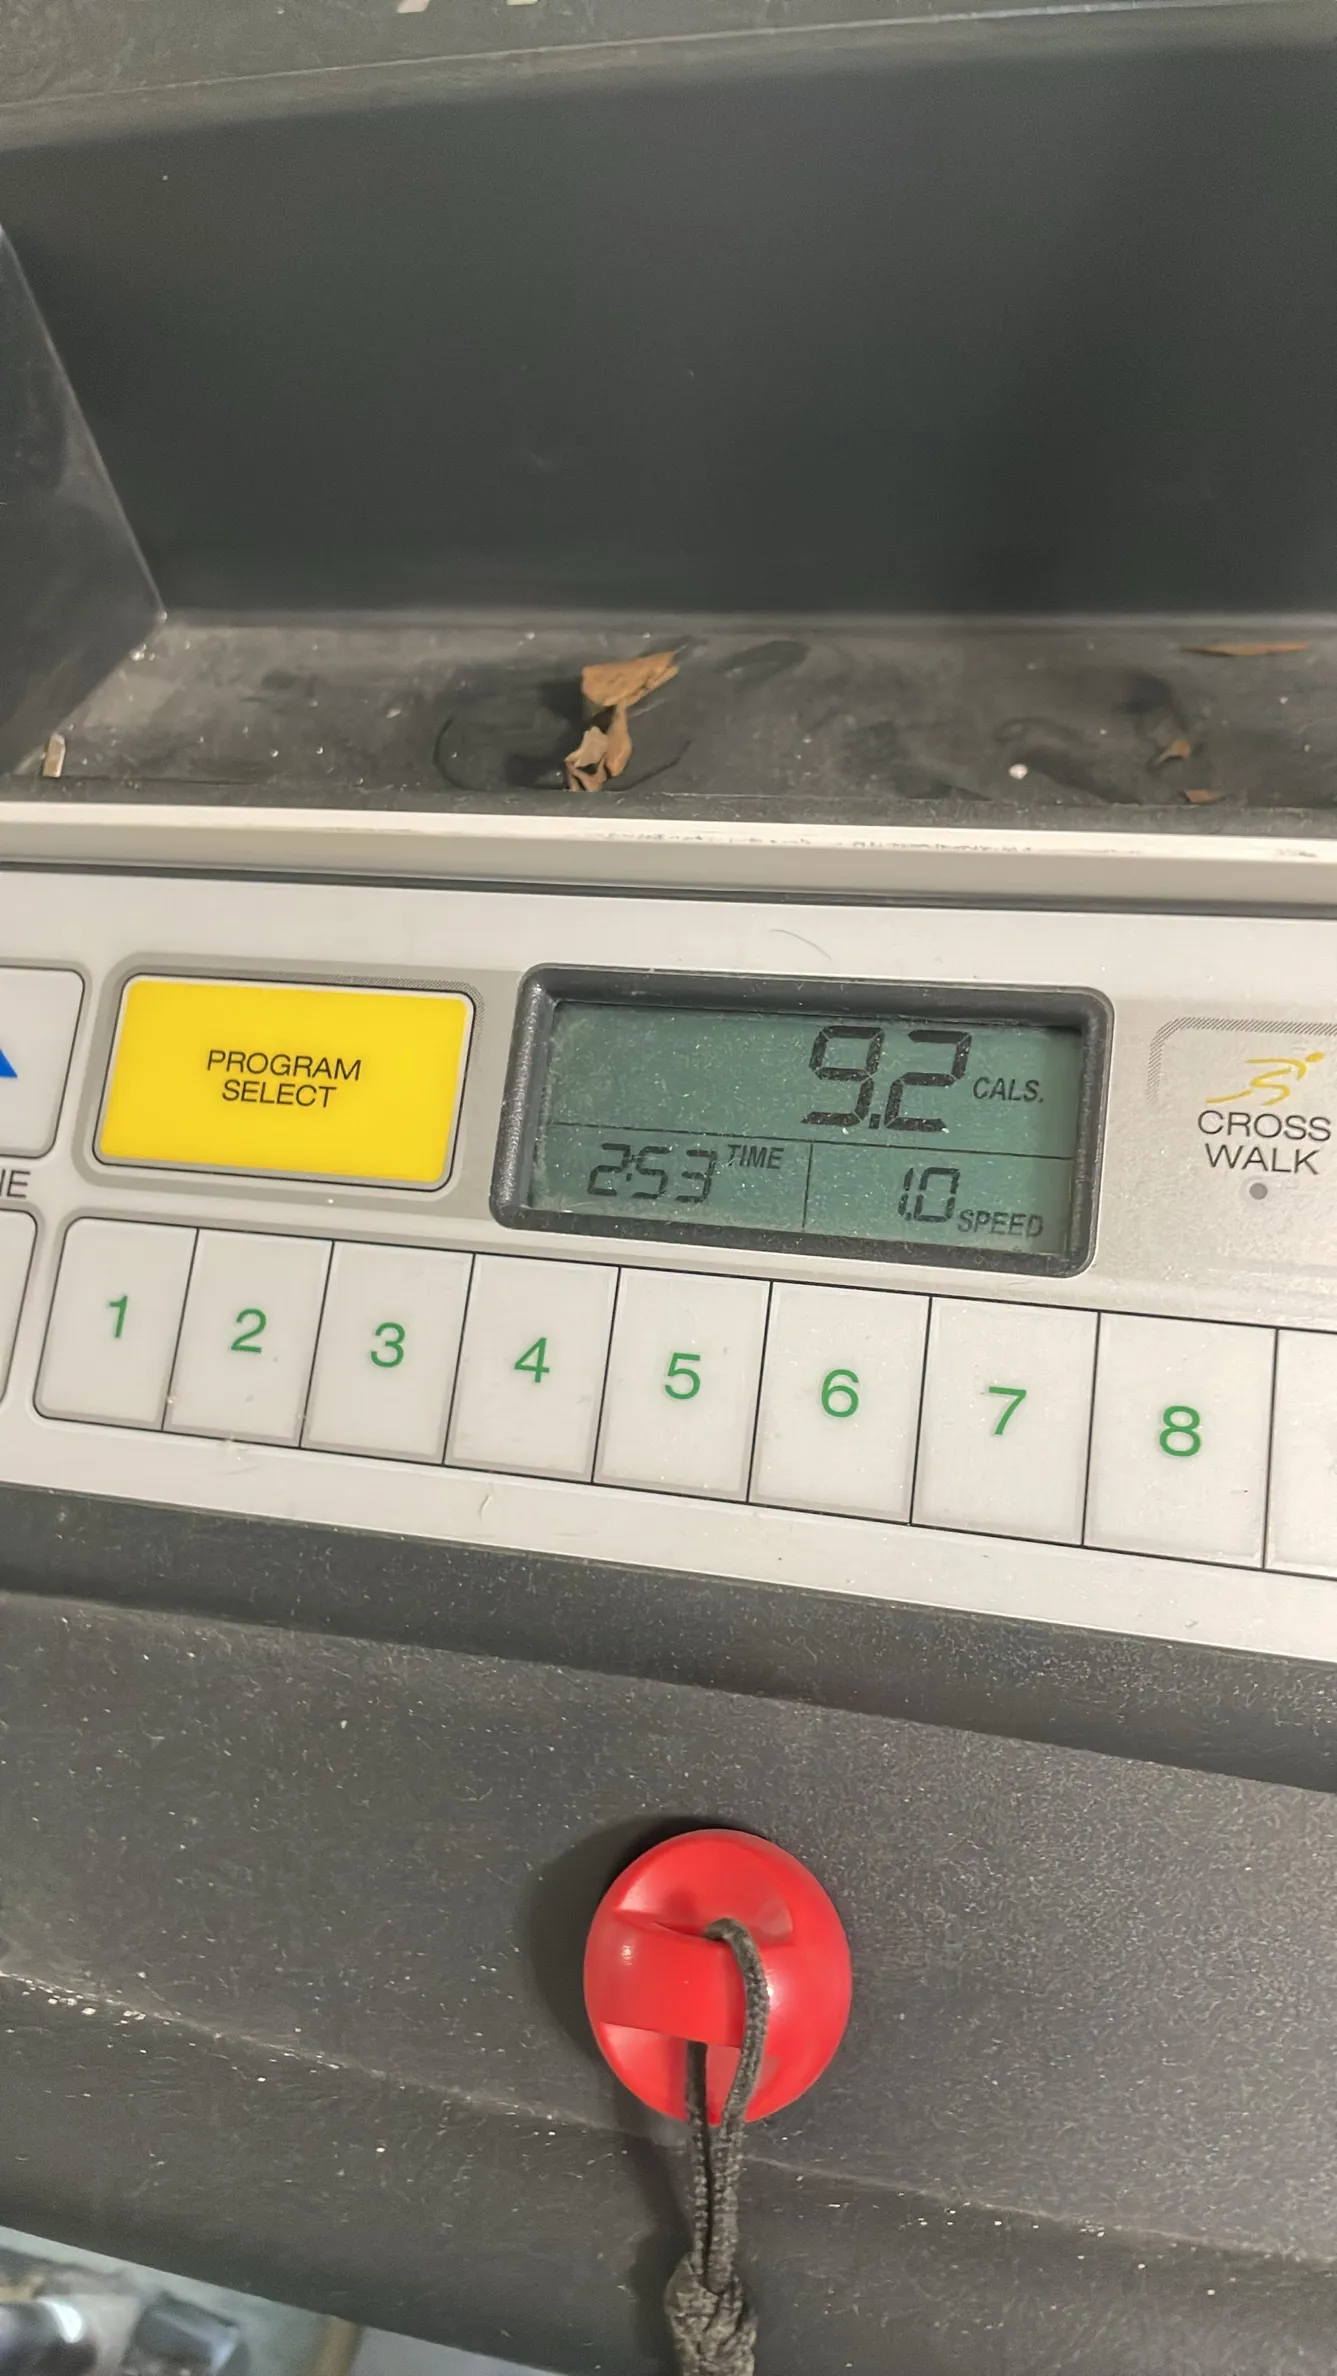 PROGRAM
SELECT
9.2 CALS.
2:53 TIME
1.0 SPEED
CROSS
WALK
1 2 3 4 5 6 7 8